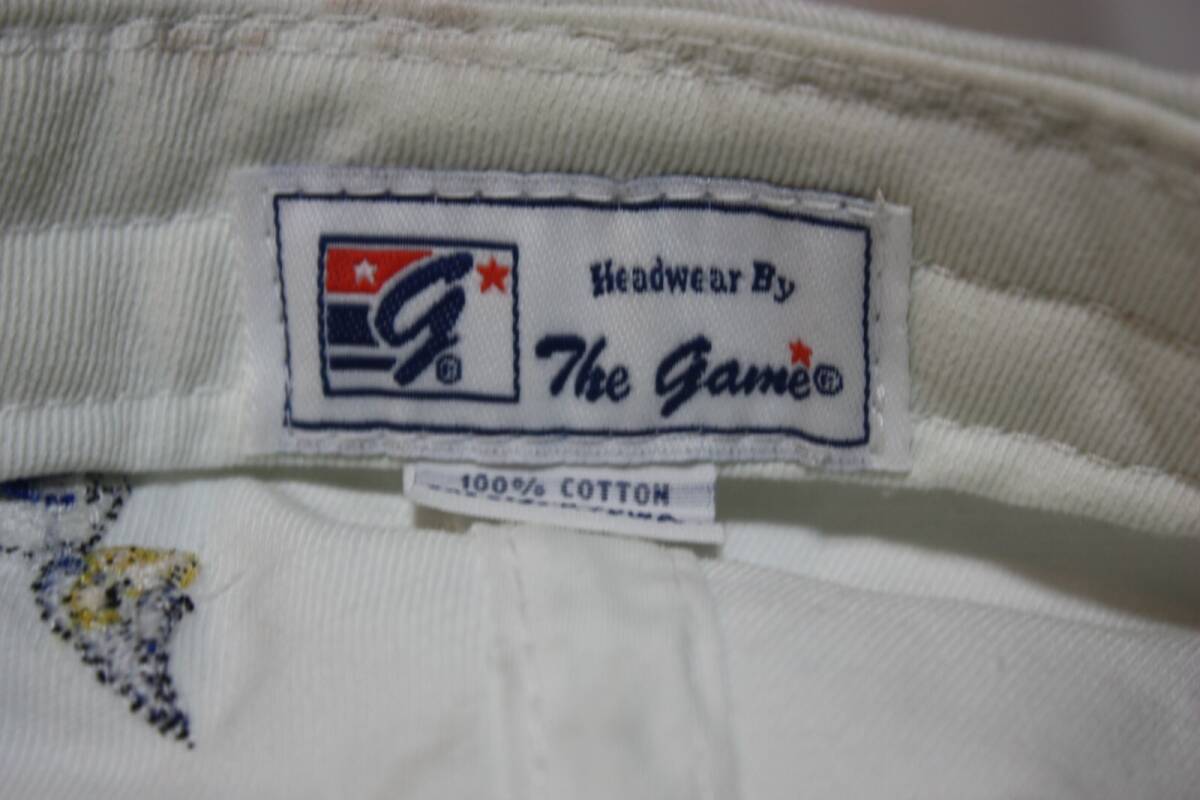 G®
Headwear By
The Game®
100% COTTON